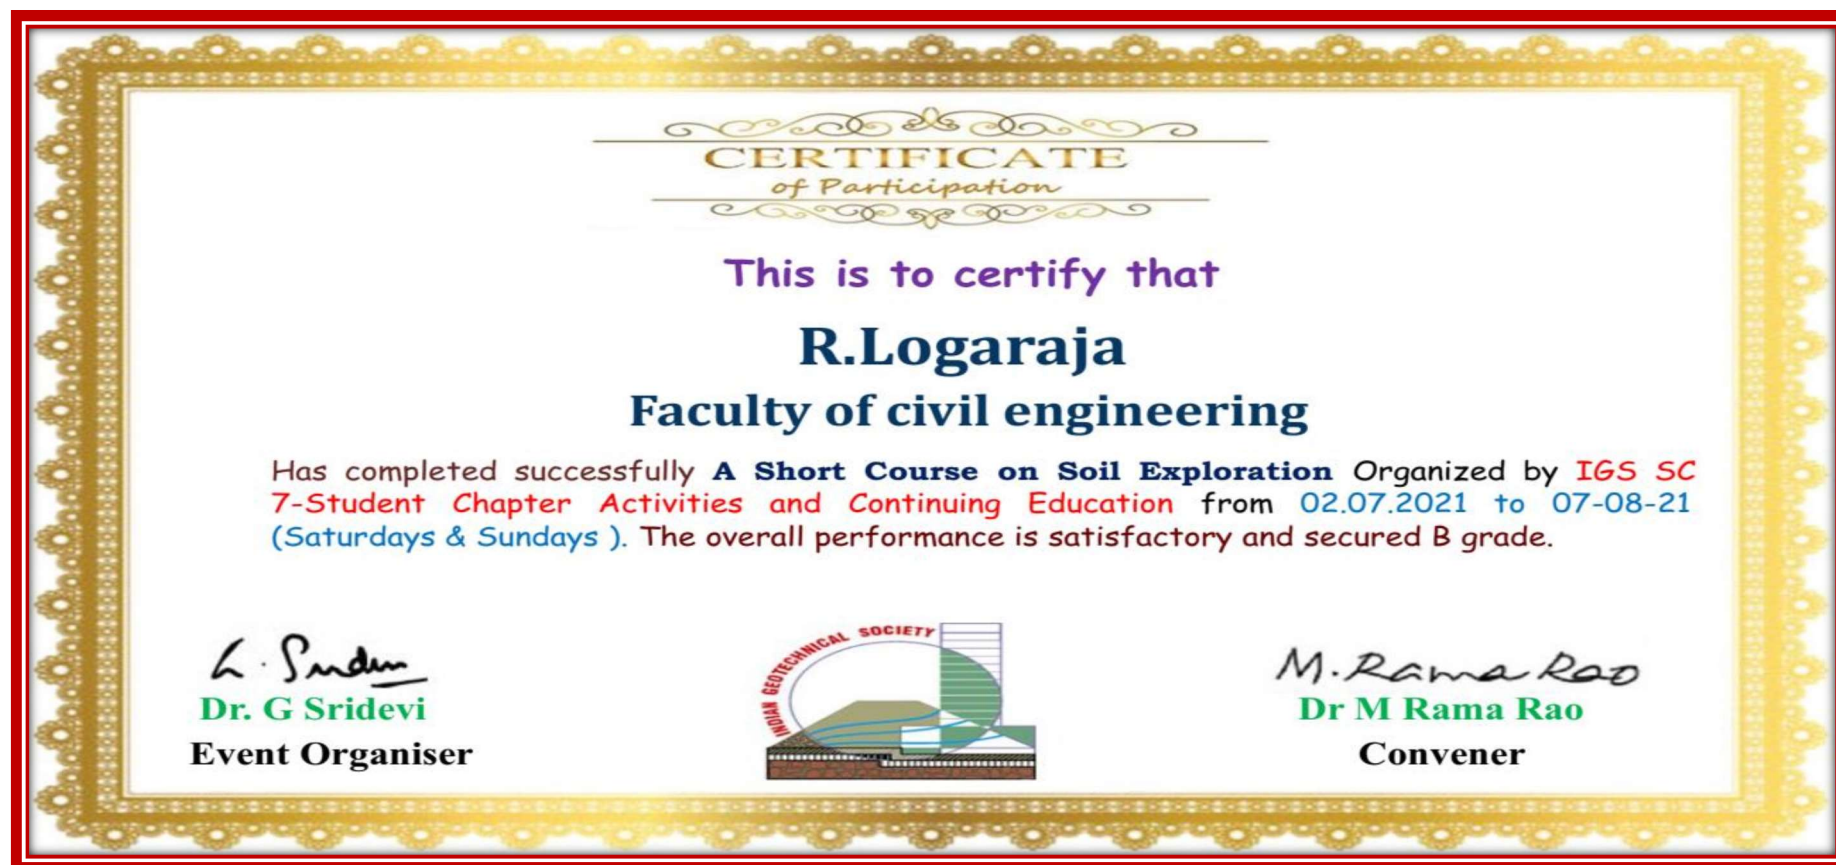 CERTIFICATE
of Participation
This is to certify that
R.Logaraja
Faculty of civil engineering
Has completed successfully A Short Course on Soil Exploration Organized by IGS SC
7-Student Chapter Activities and Continuing Education from 02.07.2021 to 07-08-21
(Saturdays & Sundays ). The overall performance is satisfactory and secured B grade.
INDIAN GEOTECHNICAL SOCIETY
M. Rama Rao
Dr. G Sridevi
Dr M Rama Rao
Event Organiser
Convener